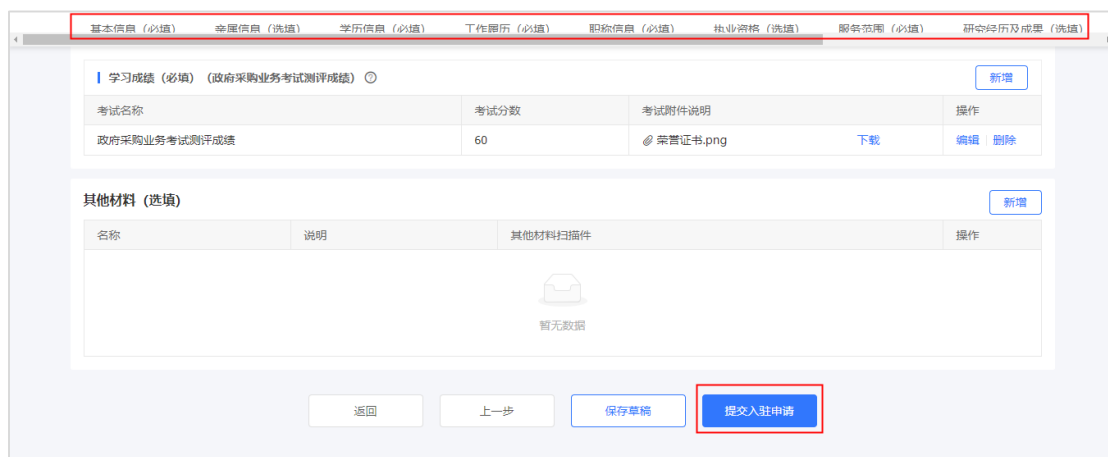 基本信息（必填） 亲属信息（选填） 学历信息（必填） 工作履历（必填） 职称信息（必填） 执业资格（选填） 服务范围（必填） 研究经历及成果（选填）
学习成绩（必填）（政府采购业务考试测评成绩） 新增
考试名称 考试分数 考试附件说明 操作
政府采购业务考试测评成绩 60 荣誉证书.png 下载 编辑 删除
其他材料（选填） 新增
名称 说明 其他材料扫描件 操作
暂无数据
返回 上一步 保存草稿 提交入驻申请